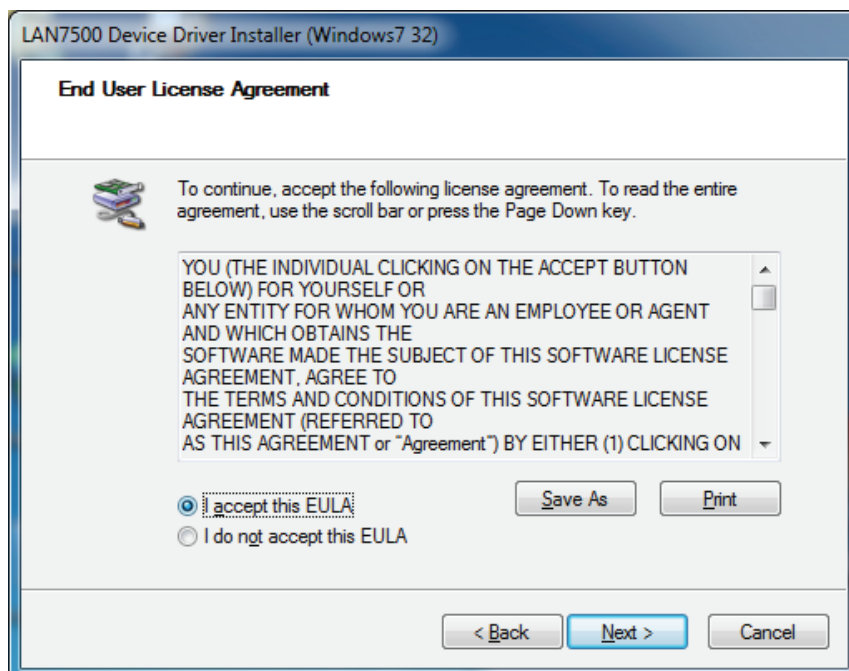 LAN7500 Device Driver Installer (Windows7 32)
End User License Agreement
To continue, accept the following license agreement. To read the entire
agreement, use the scroll bar or press the Page Down key.
YOU (THE INDIVIDUAL CLICKING ON THE ACCEPT BUTTON
BELOW) FOR YOURSELF OR
ANY ENTITY FOR WHOM YOU ARE AN EMPLOYEE OR AGENT
AND WHICH OBTAINS THE
SOFTWARE MADE THE SUBJECT OF THIS SOFTWARE LICENSE
AGREEMENT, AGREE TO
THE TERMS AND CONDITIONS OF THIS SOFTWARE LICENSE
AGREEMENT (REFERRED TO
AS THIS AGREEMENT or “Agreement”) BY EITHER (1) CLICKING ON
I accept this EULA
Save As
Print
I do not accept this EULA
< Back
Next >
Cancel